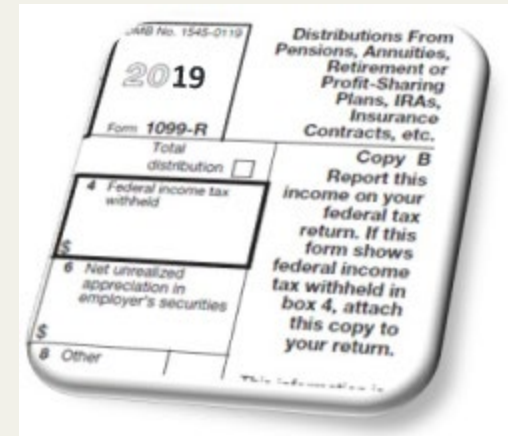 OMB No. 1545-0119
2019
Form 1099-R
Distributions From
Pensions, Annuities,
Retirement or
Profit-Sharing
Plans, IRAs,
Insurance
Contracts, etc.
Total
distribution
4 Federal income tax
withheld
$
6 Net unrealized
appreciation in
employer's securities
$
8 Other
Copy B
Report this
income on your
federal tax
return. If this
form shows
federal income
tax withheld in
box 4, attach
this copy to
your return.